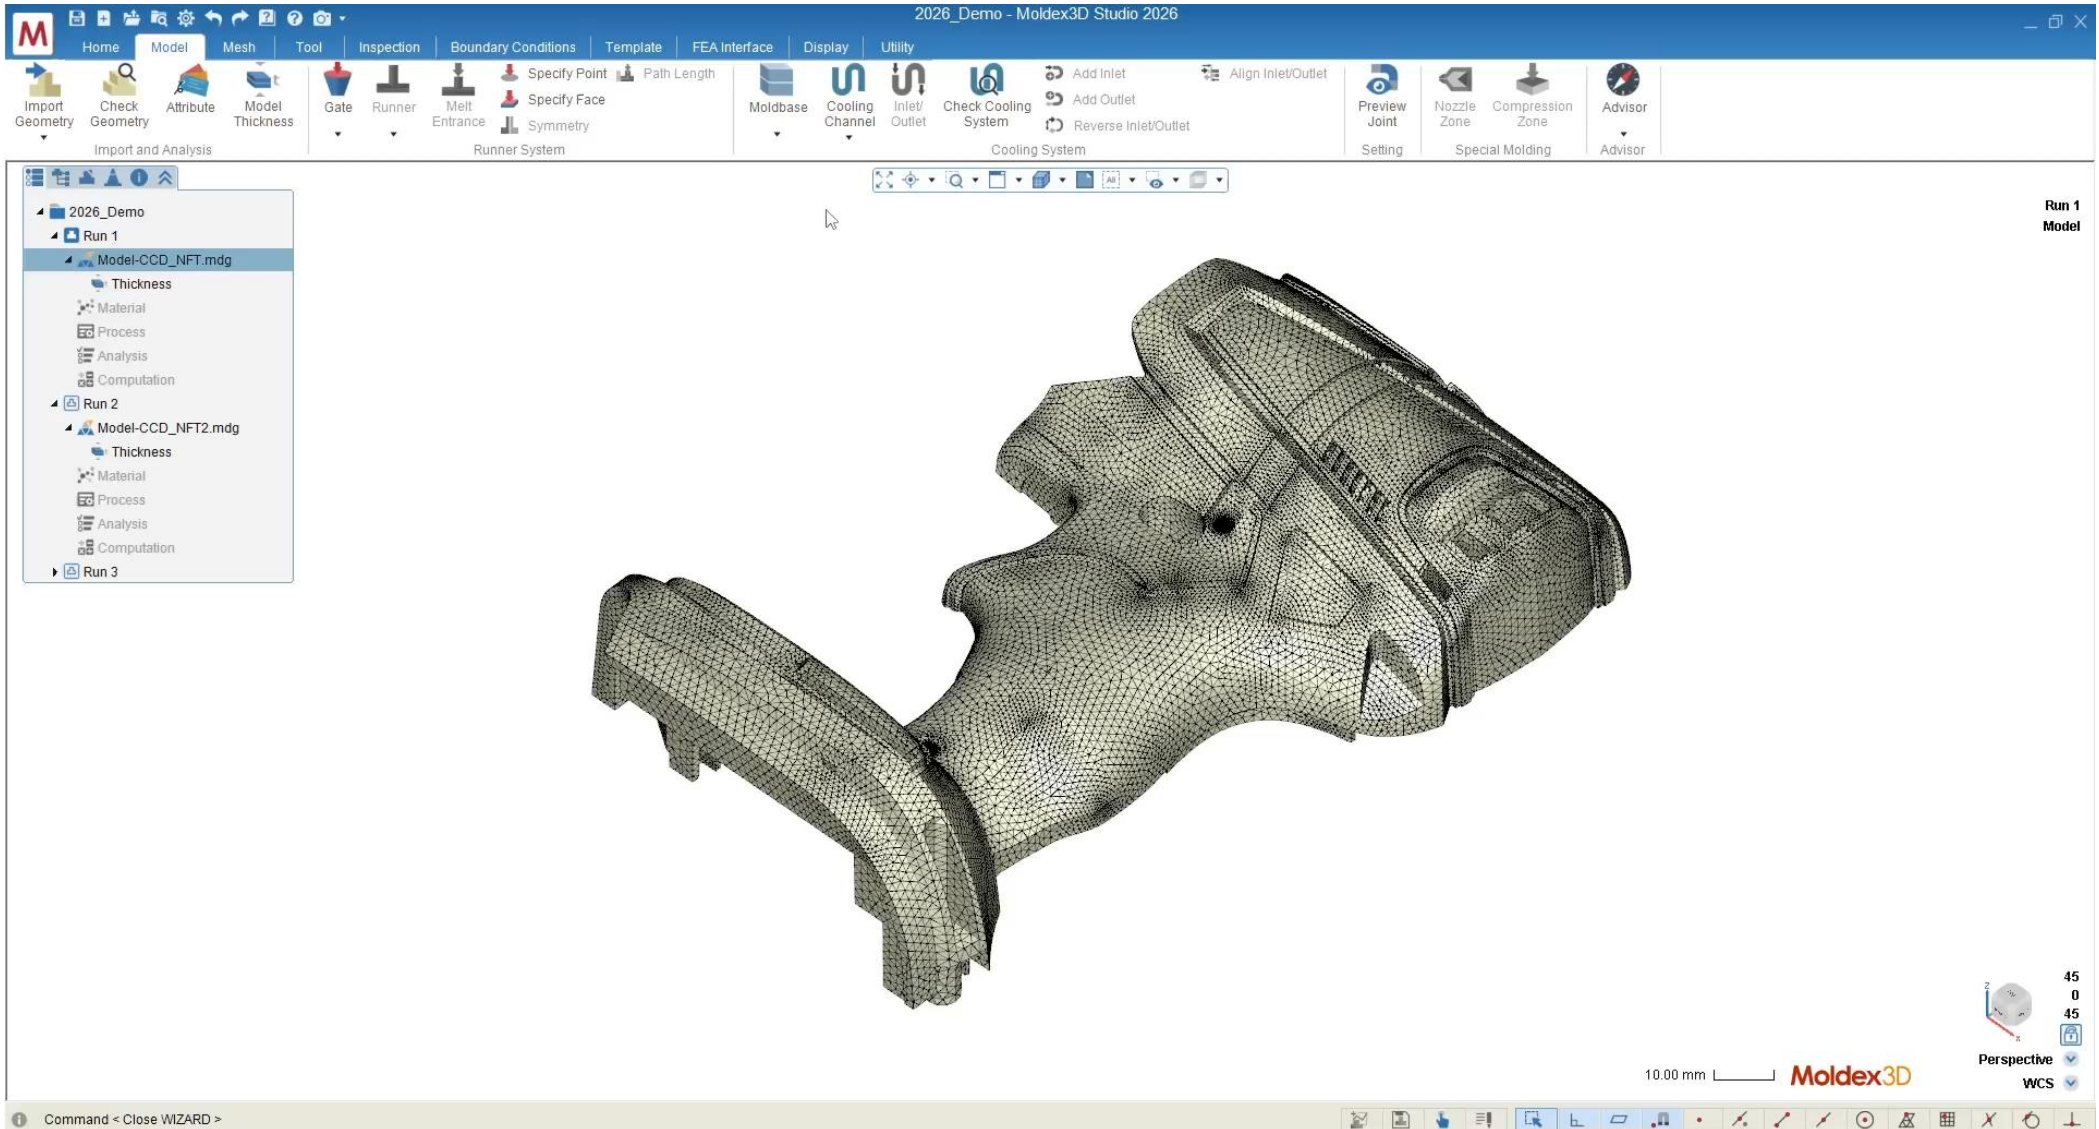 2026_Demo - Moldex3D Studio 2026
M
Home Model Mesh Tool Inspection Boundary Conditions Template FEA Interface Display Utility
Import Geometry
Check Geometry
Attribute
Model Thickness
Import and Analysis
Gate
Runner
Melt Entrance
Specify Point
Path Length
Specify Face
Symmetry
Runner System
Moldbase
Cooling Channel
Inlet/ Outlet
Check Cooling System
Add Inlet
Add Outlet
Reverse Inlet/Outlet
Align Inlet/Outlet
Cooling System
Preview Joint
Setting
Nozzle Zone
Compression Zone
Special Molding
Advisor
Advisor
All
2026_Demo
Run 1
Model-CCD_NFT.mdg
Thickness
Material
Process
Analysis
Computation
Run 2
Model-CCD_NFT2.mdg
Thickness
Material
Process
Analysis
Computation
Run 3
Run 1
Model
45
0
45
Z
X
Perspective
WCS
10.00 mm
Moldex3D
Command < Close WIZARD >